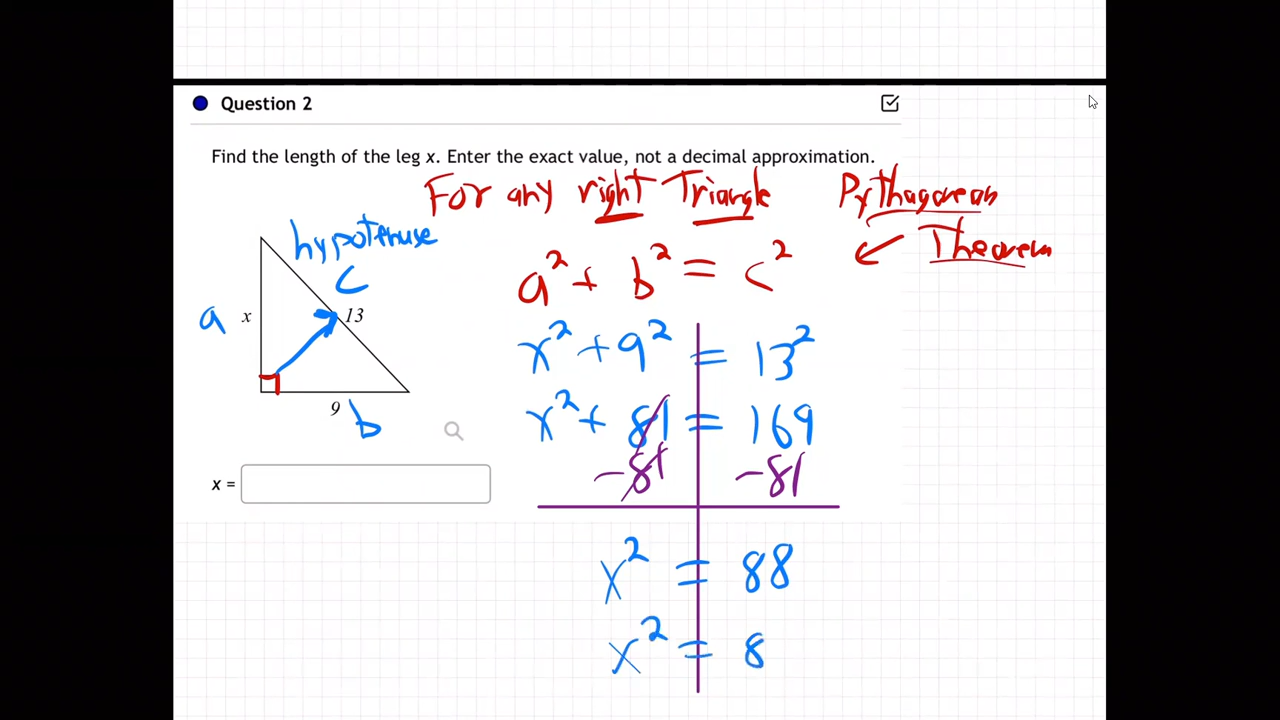 Question 2
Find the length of the leg x. Enter the exact value, not a decimal approximation.
For any right Triangle Pythagorean
Theorem
hypotenuse
c
a² + b² = c²
a x 13
x² + 9² = 13²
9 b
x² + 81 = 169
-81 -81
x =
x² = 88
x² = 8